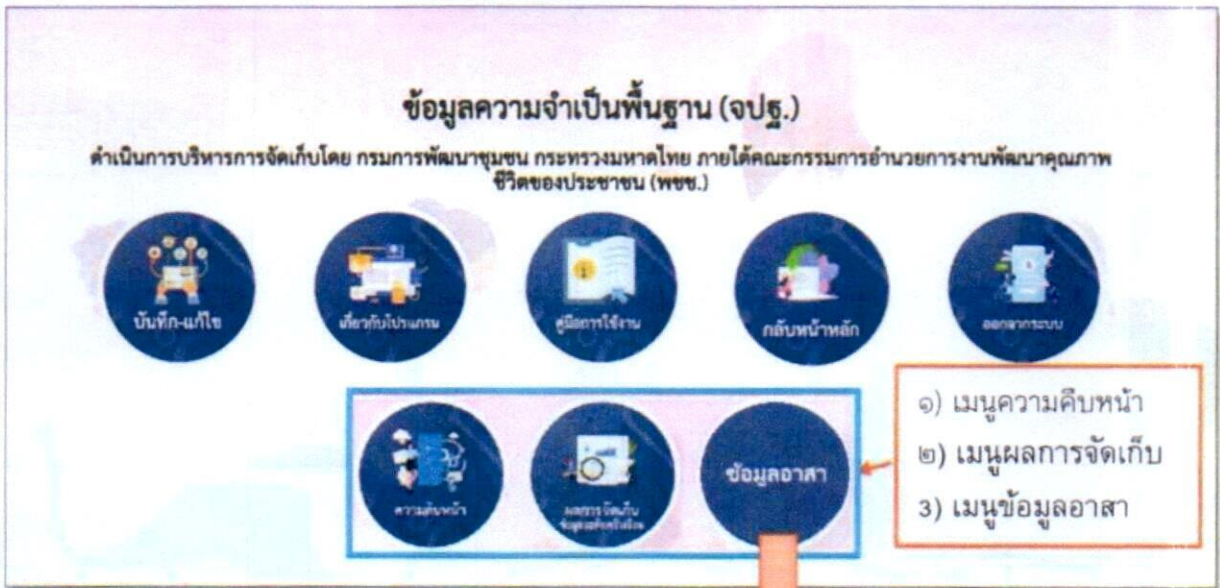 ข้อมูลความจำเป็นพื้นฐาน (จปฐ.)
ดำเนินการบริหารการจัดเก็บโดย กรมการพัฒนาชุมชน กระทรวงมหาดไทย ภายใต้คณะกรรมการอำนวยการงานพัฒนาคุณภาพ
ชีวิตของประชาชน (พชช.)
บันทึก-แก้ไข
เกี่ยวกับโปรแกรม
คู่มือการใช้งาน
กลับหน้าหลัก
ออกจากระบบ
ความคืบหน้า
ผลการจัดเก็บ
ข้อมูลอาสา
๑) เมนูความคืบหน้า
๒) เมนูผลการจัดเก็บ
3) เมนูข้อมูลอาสา